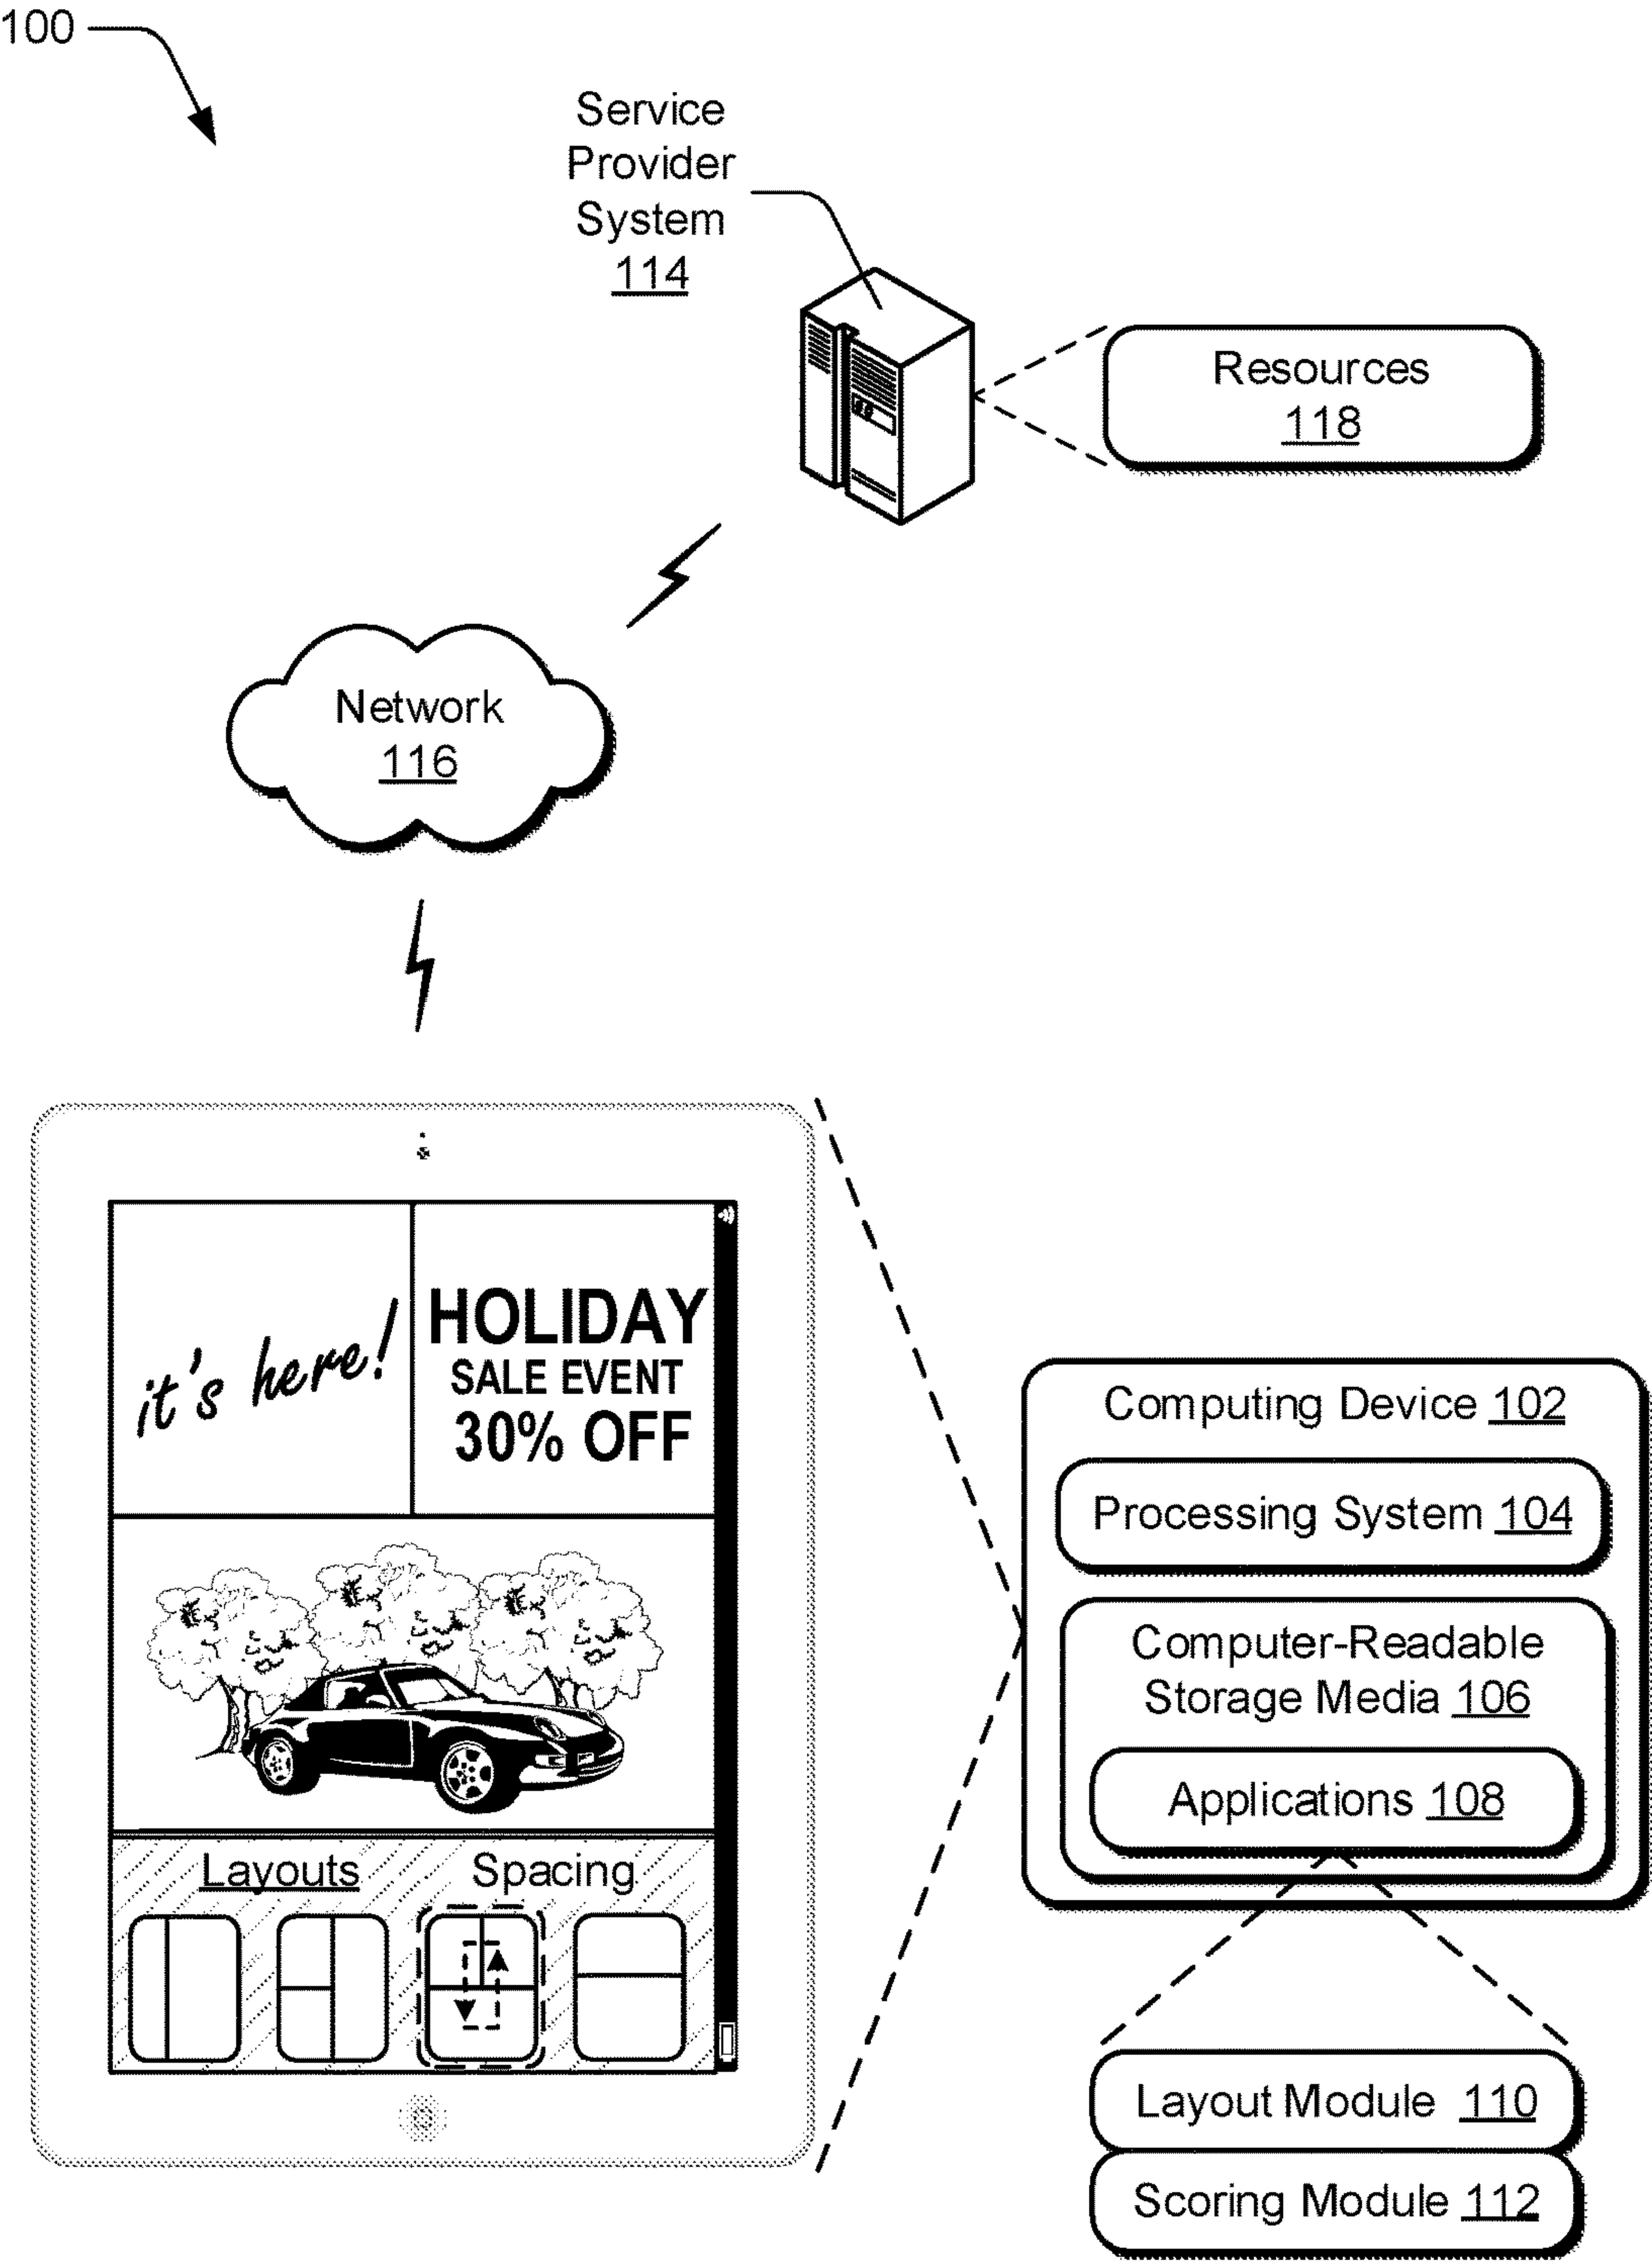 100
Service
Provider
System
114
Resources
118
Network
116
it's here!
HOLIDAY
SALE EVENT
30% OFF
Layouts Spacing
Computing Device 102
Processing System 104
Computer-Readable
Storage Media 106
Applications 108
Layout Module 110
Scoring Module 112